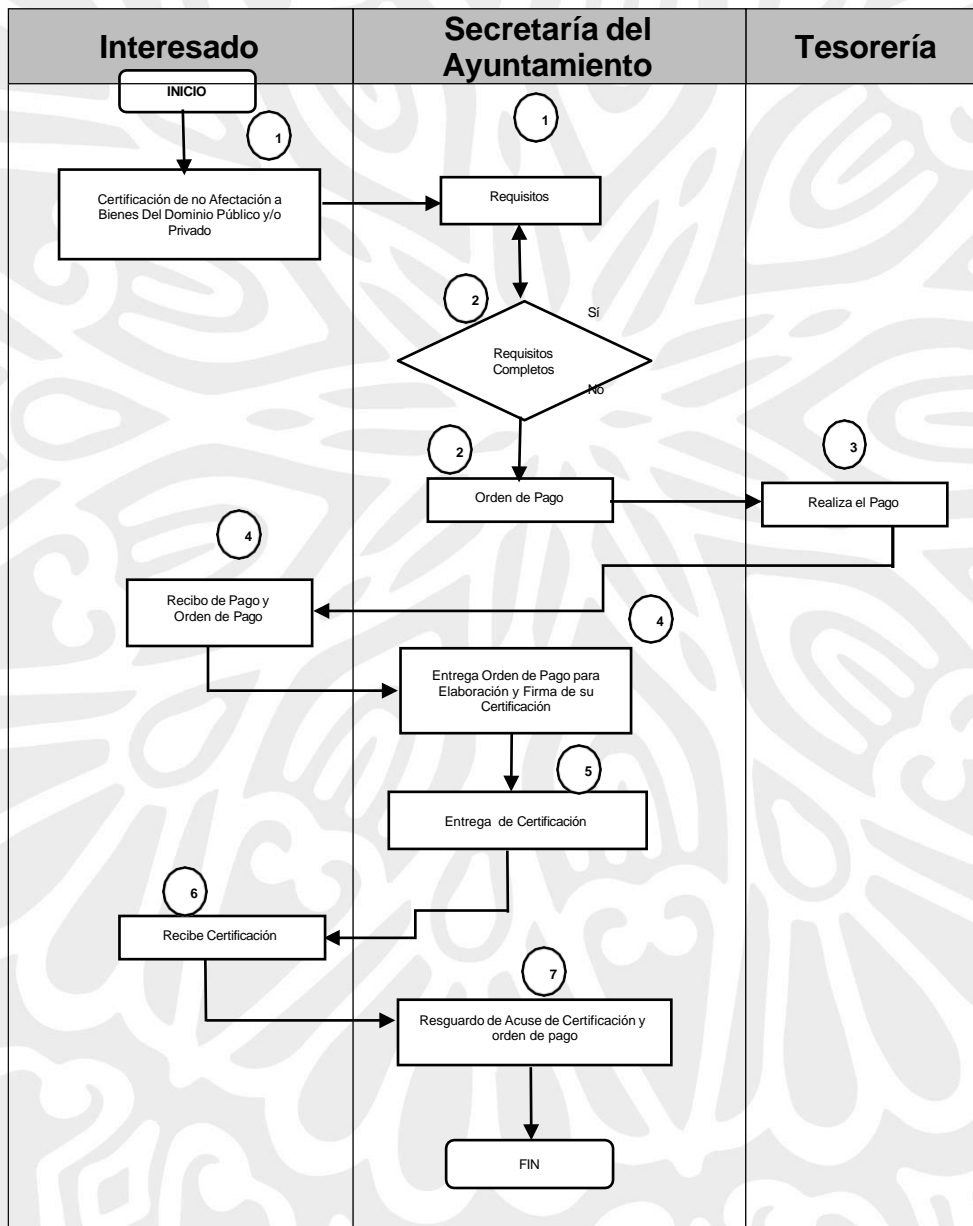 Interesado
Secretaría del
Ayuntamiento
Tesorería
INICIO
1
1
Certificación de no Afectación a
Bienes Del Dominio Público y/o
Privado
Requisitos
2
Sí
Requisitos
Completos
No
2
3
Orden de Pago
Realiza el Pago
4
Recibo de Pago y
Orden de Pago
4
Entrega Orden de Pago para
Elaboración y Firma de su
Certificación
5
Entrega de Certificación
6
Recibe Certificación
7
Resguardo de Acuse de Certificación y
orden de pago
FIN